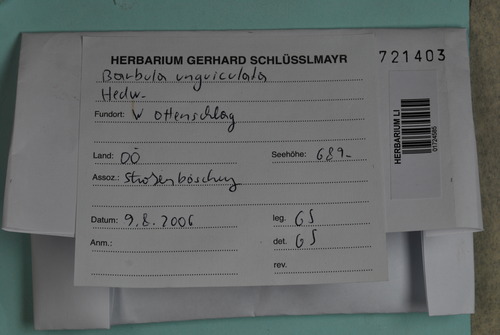 HERBARIUM GERHARD SCHLÜSSLMAYR
Barbula unguiculata
Hedw.
Fundort: W Ottenschlag
Land: OÖ Seehöhe: 689-
Assoz.: Straßenböschung
Datum: 9.8.2006 leg. GS
Anm.: det. GS
rev.
721403
HERBARIUM LI
01724585